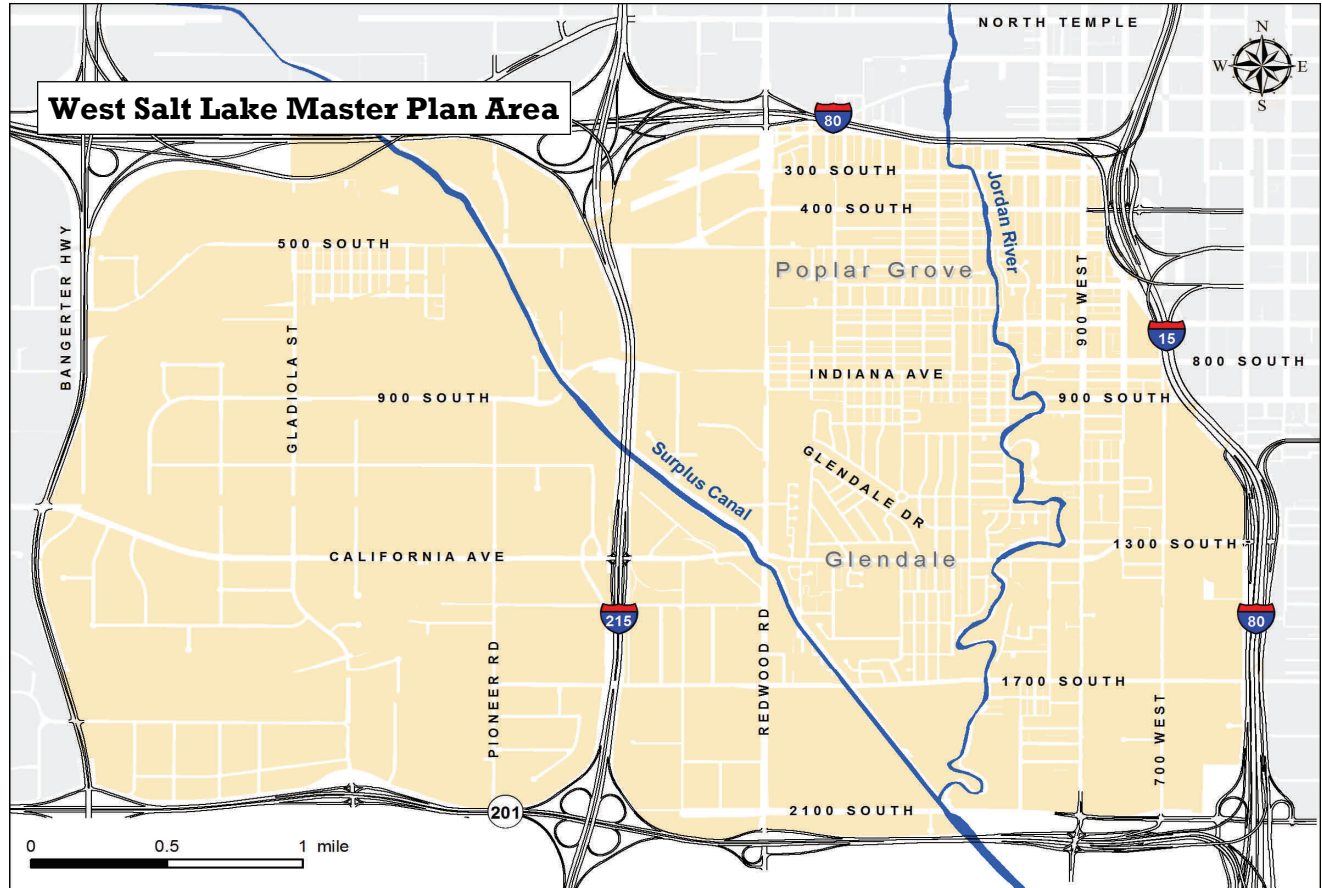 NORTH TEMPLE
N
W
E
S
West Salt Lake Master Plan Area
80
300 SOUTH
400 SOUTH
Jordan River
500 SOUTH
Poplar Grove
BANGERTER HWY
GLADIOLA ST
900 WEST
15
800 SOUTH
INDIANA AVE
900 SOUTH
900 SOUTH
Surplus Canal
GLENDALE DR
CALIFORNIA AVE
Glendale
1300 SOUTH
215
80
REDWOOD RD
PIONEER RD
1700 SOUTH
700 WEST
201
2100 SOUTH
0
0.5
1 mile